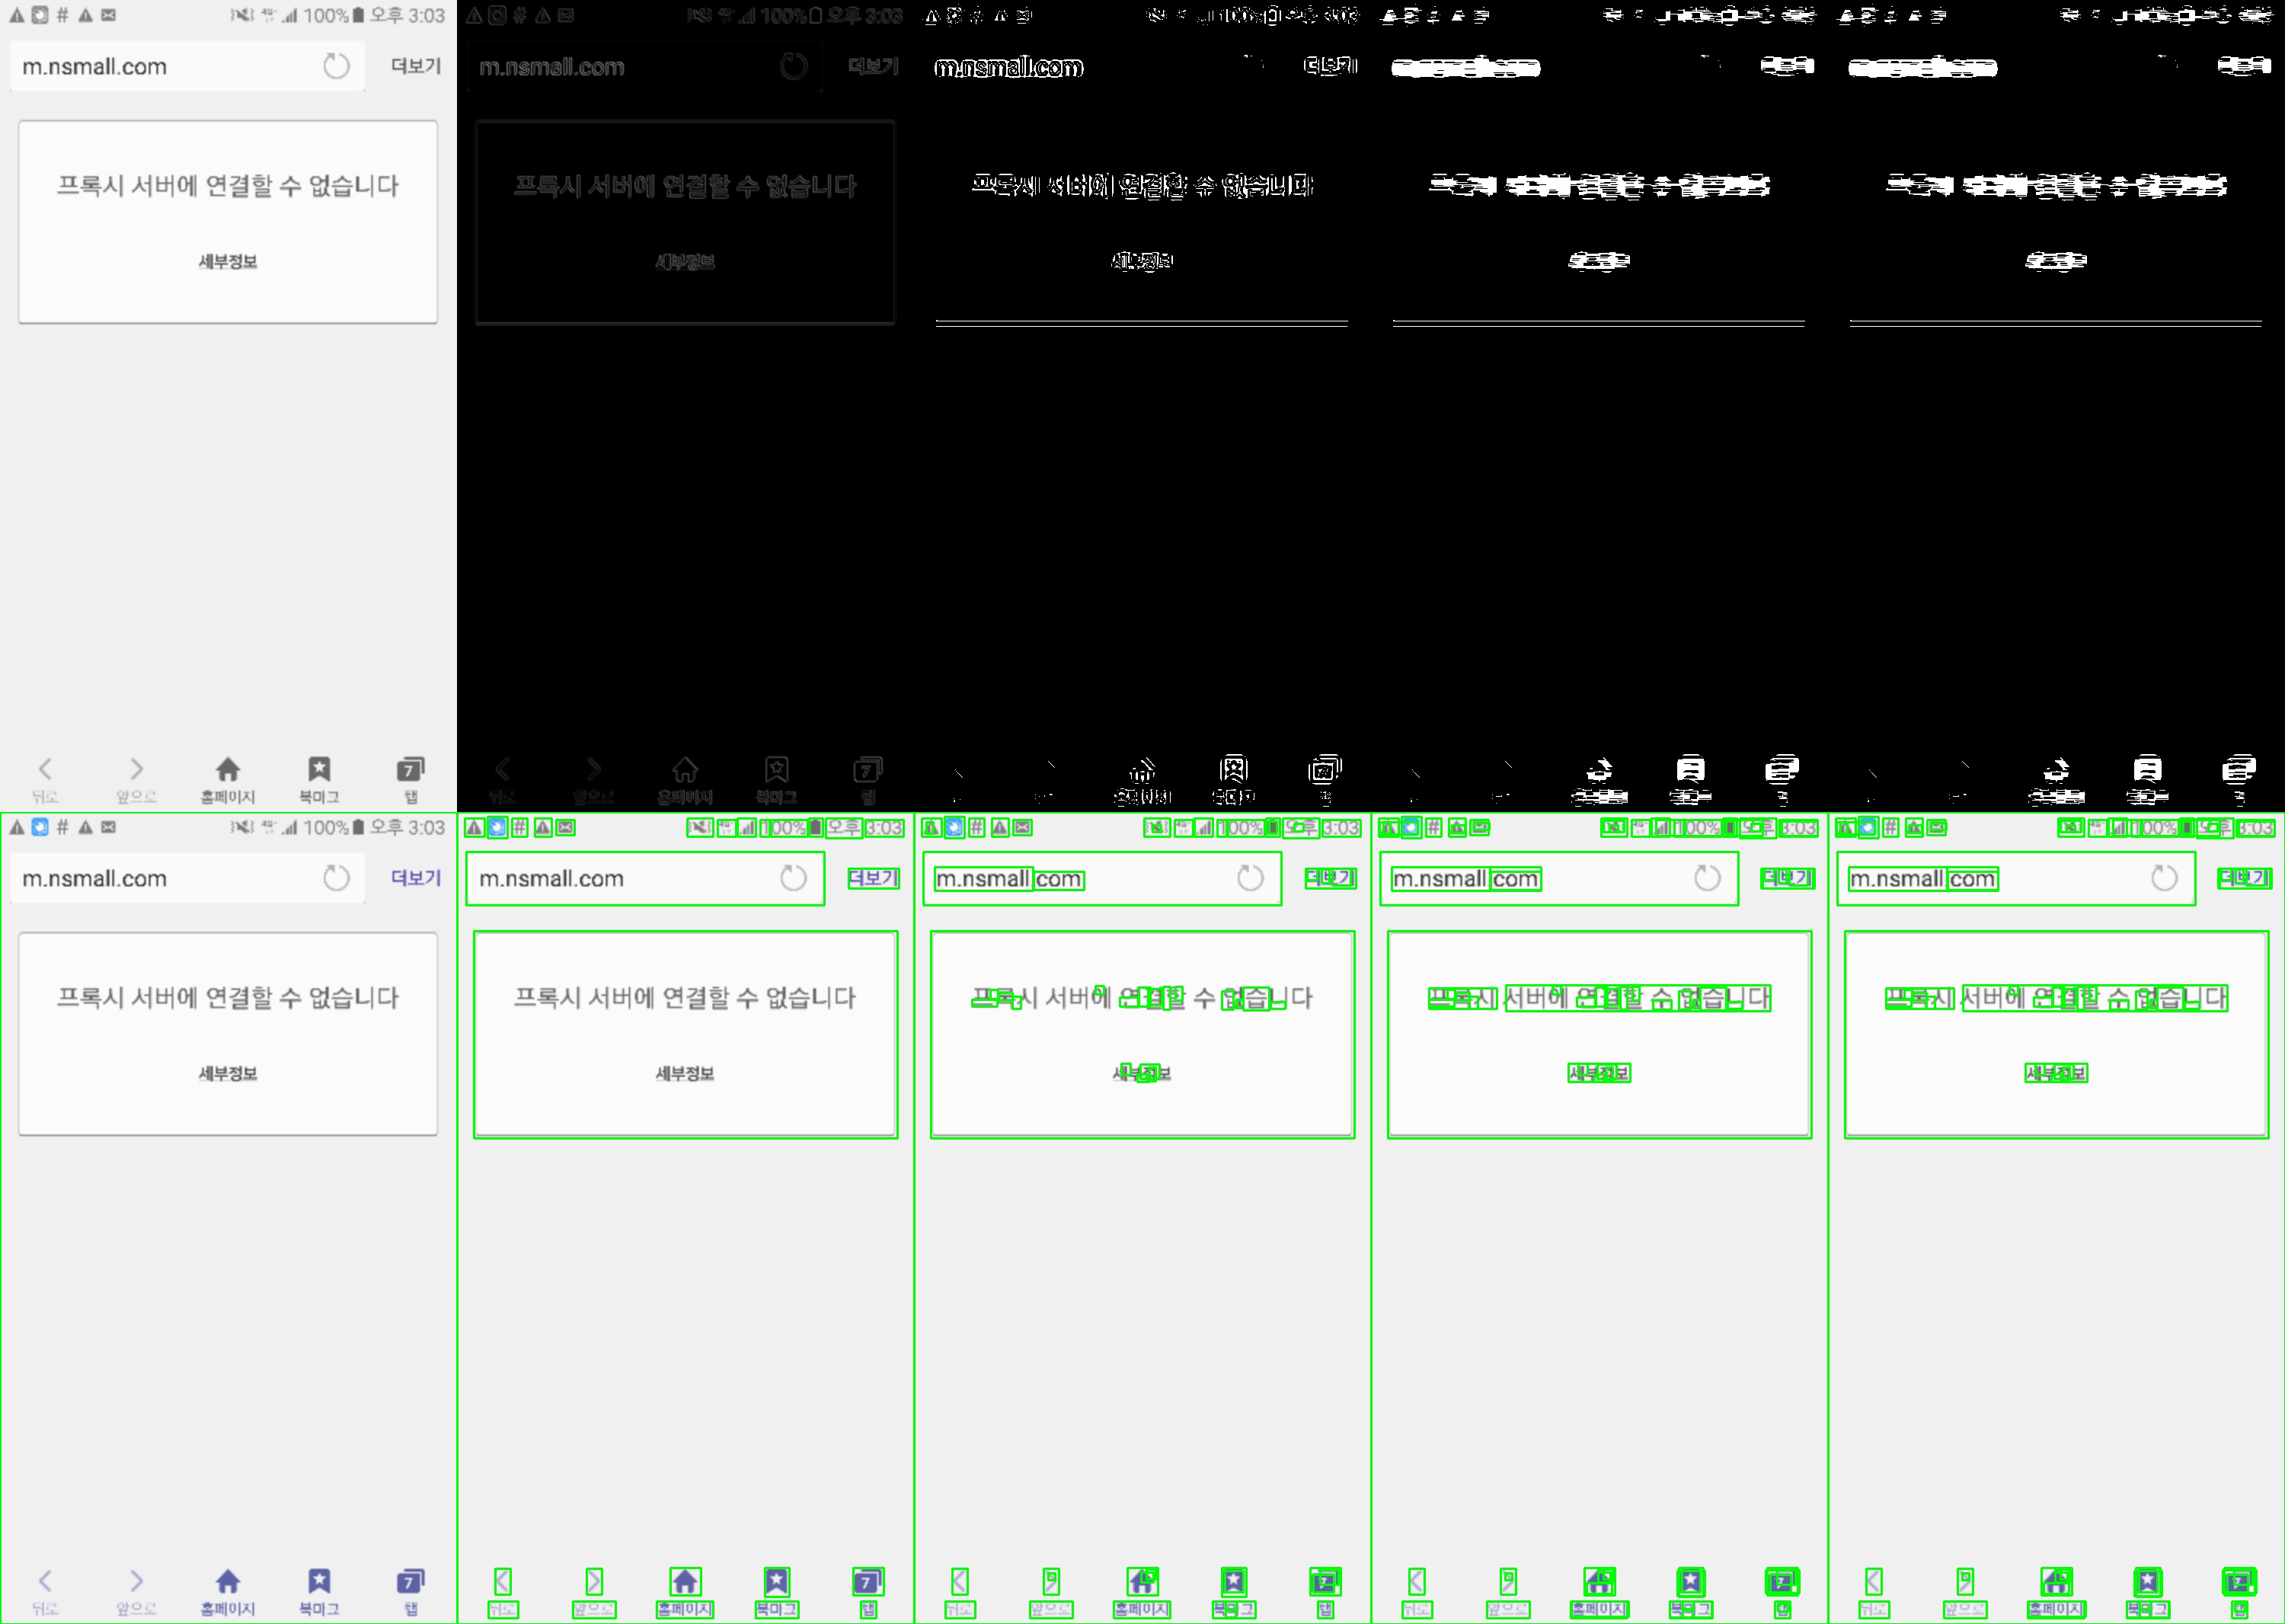 # 100% 오후 3:03
m.nsmall.com 더보기
프록시 서버에 연결할 수 없습니다
세부정보
7
뒤로 앞으로 홈페이지 북마크 탭
# 100% 오후 3:03
m.nsmall.com 더보기
프록시 서버에 연결할 수 없습니다
세부정보
7
뒤로 앞으로 홈페이지 북마크 탭
m.nsmall.com 더보기
프록시 서버에 연결할 수 없습니다
세부정보
# 100% 오후 3:03
m.nsmall.com 더보기
프록시 서버에 연결할 수 없습니다
세부정보
7
뒤로 앞으로 홈페이지 북마크 탭
# 100% 오후 3:03
m.nsmall.com 더보기
프록시 서버에 연결할 수 없습니다
세부정보
7
뒤로 앞으로 홈페이지 북마크 탭
# 100% 오후 3:03
m.nsmall.com 더보기
프록시 서버에 연결할 수 없습니다
세부정보
7
뒤로 앞으로 홈페이지 북마크 탭
# 100% 오후 3:03
m.nsmall.com 더보기
프록시 서버에 연결할 수 없습니다
세부정보
7
뒤로 앞으로 홈페이지 북마크 탭
# 100% 오후 3:03
m.nsmall.com 더보기
프록시 서버에 연결할 수 없습니다
세부정보
7
뒤로 앞으로 홈페이지 북마크 탭